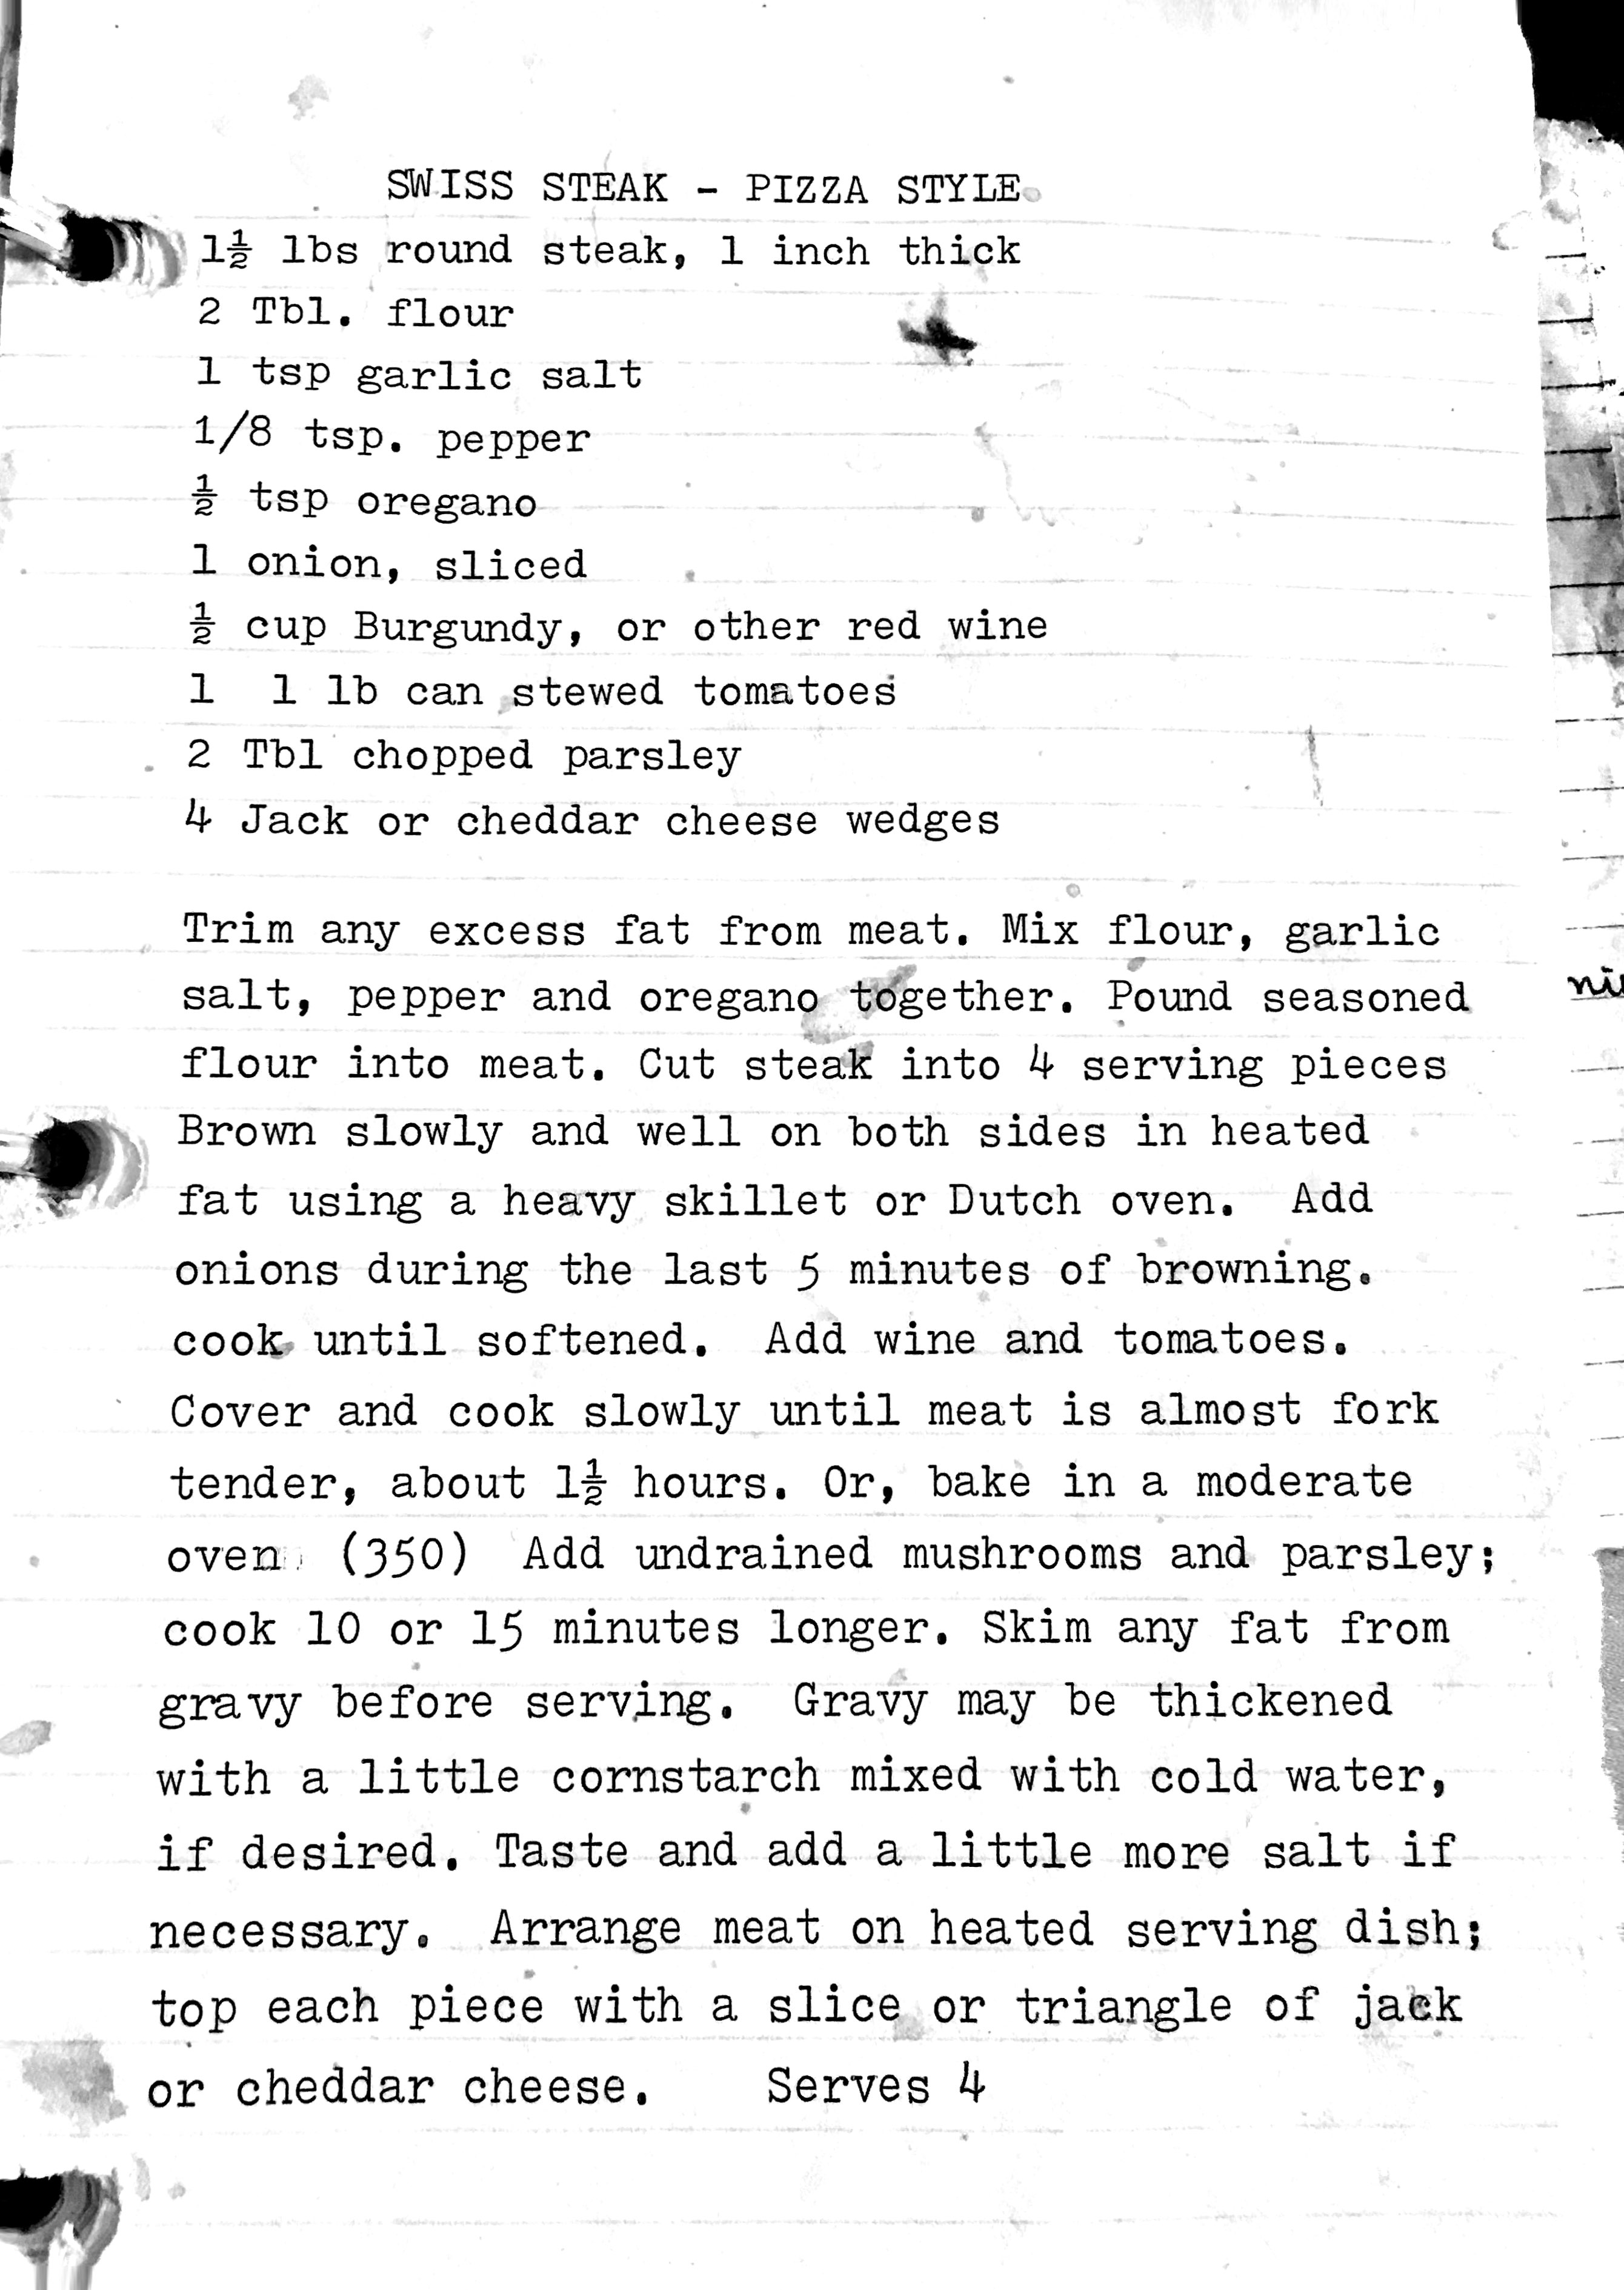 SWISS STEAK - PIZZA STYLE
1½ lbs round steak, 1 inch thick
2 Tbl. flour
1 tsp garlic salt
1/8 tsp. pepper
½ tsp oregano
1 onion, sliced
½ cup Burgundy, or other red wine
1  1 lb can stewed tomatoes
2 Tbl chopped parsley
4 Jack or cheddar cheese wedges
Trim any excess fat from meat. Mix flour, garlic
salt, pepper and oregano together. Pound seasoned
flour into meat. Cut steak into 4 serving pieces
Brown slowly and well on both sides in heated
fat using a heavy skillet or Dutch oven.  Add
onions during the last 5 minutes of browning.
cook until softened.  Add wine and tomatoes.
Cover and cook slowly until meat is almost fork
tender, about 1½ hours. Or, bake in a moderate
oven  (350)  Add undrained mushrooms and parsley;
cook 10 or 15 minutes longer. Skim any fat from
gravy before serving.  Gravy may be thickened
with a little cornstarch mixed with cold water,
if desired. Taste and add a little more salt if
necessary.  Arrange meat on heated serving dish;
top each piece with a slice or triangle of jack
or cheddar cheese.    Serves 4